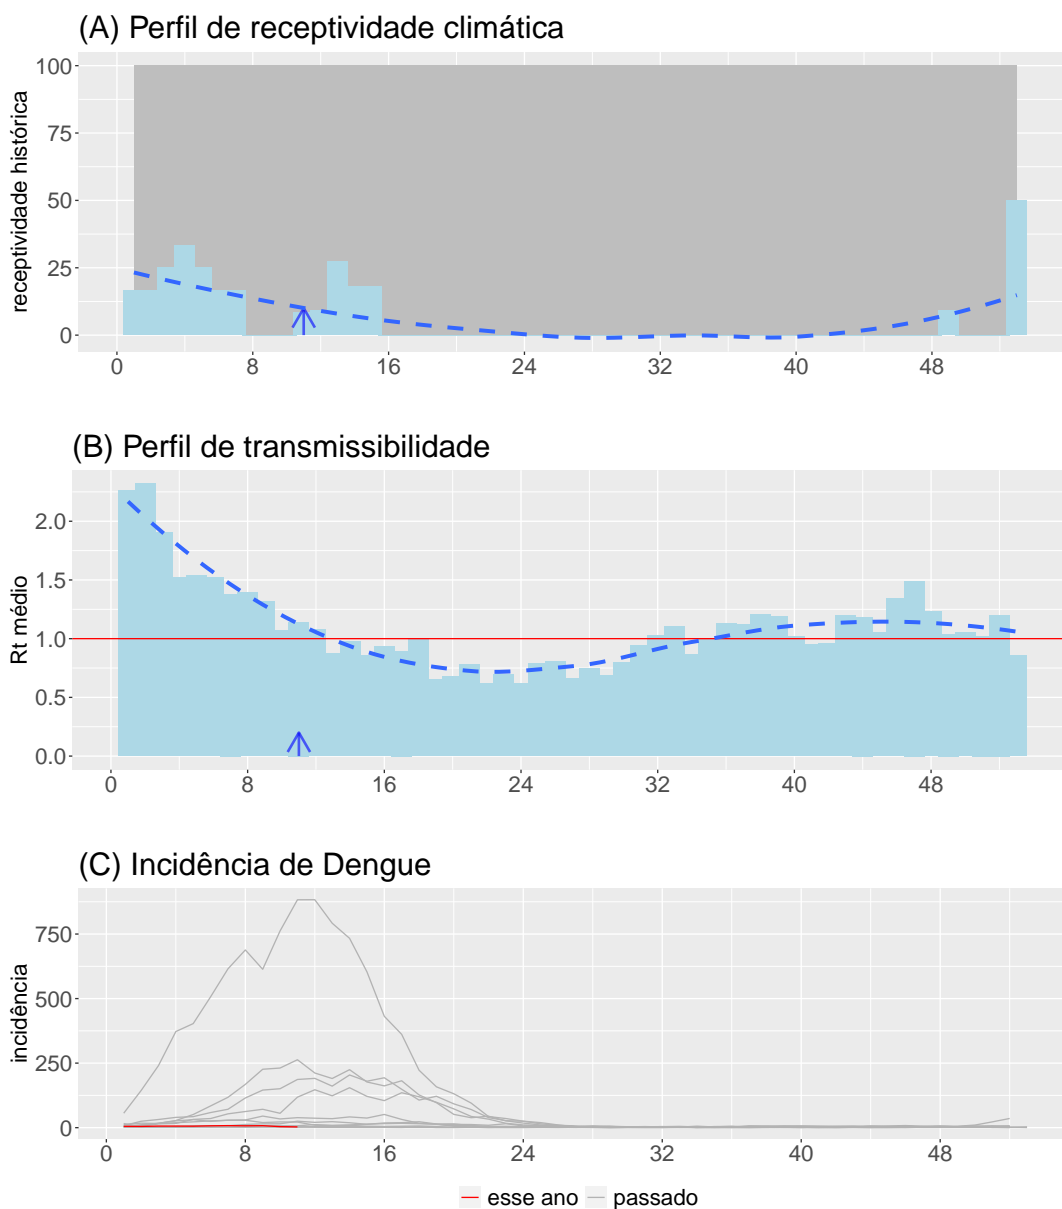 (A) Perfil de receptividade climática
receptividade histórica
100
75
50
25
0
0 8 16 24 32 40 48
(B) Perfil de transmissibilidade
Rt médio
2.0
1.5
1.0
0.5
0.0
0 8 16 24 32 40 48
(C) Incidência de Dengue
incidência
750
500
250
0
0 8 16 24 32 40 48
esse ano passado